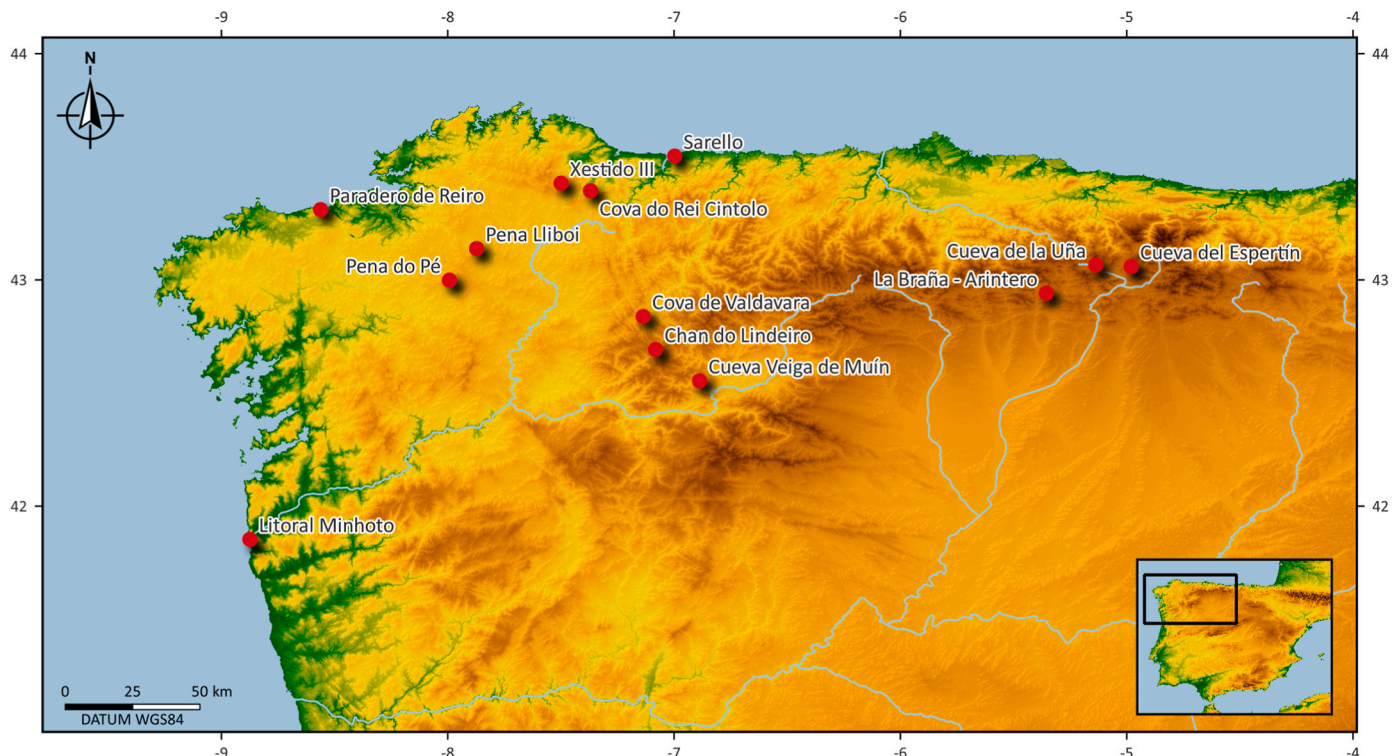 -9 -8 -7 -6 -5 -4
44 44
N
Sarello
Xestido III
Paradero de Reiro
Cova do Rei Cintolo
Pena Lliboi
Cueva de la Uña
Cueva del Espertín
Pena do Pé
43 43
La Braña - Arintero
Cova de Valdavara
Chan do Lindeiro
Cueva Veiga de Muín
42 42
Litoral Minhoto
0 25 50 km
DATUM WGS84
-9 -8 -7 -6 -5 -4